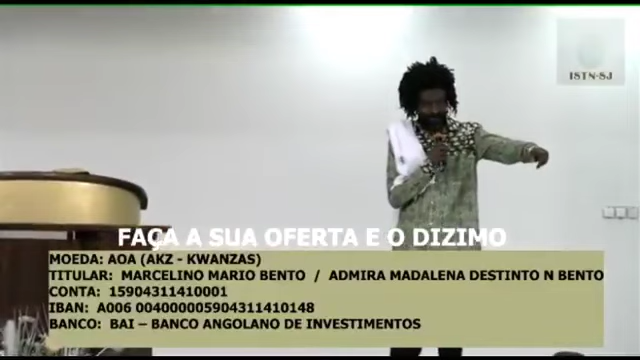 ISTN-SJ
FAÇA A SUA OFERTA E O DIZIMO
MOEDA: AOA (AKZ - KWANZAS)
TITULAR: MARCELINO MARIO BENTO / ADMIRA MADALENA DESTINTO N BENTO
CONTA: 15904311410001
IBAN: A006 004000005904311410148
BANCO: BAI – BANCO ANGOLANO DE INVESTIMENTOS